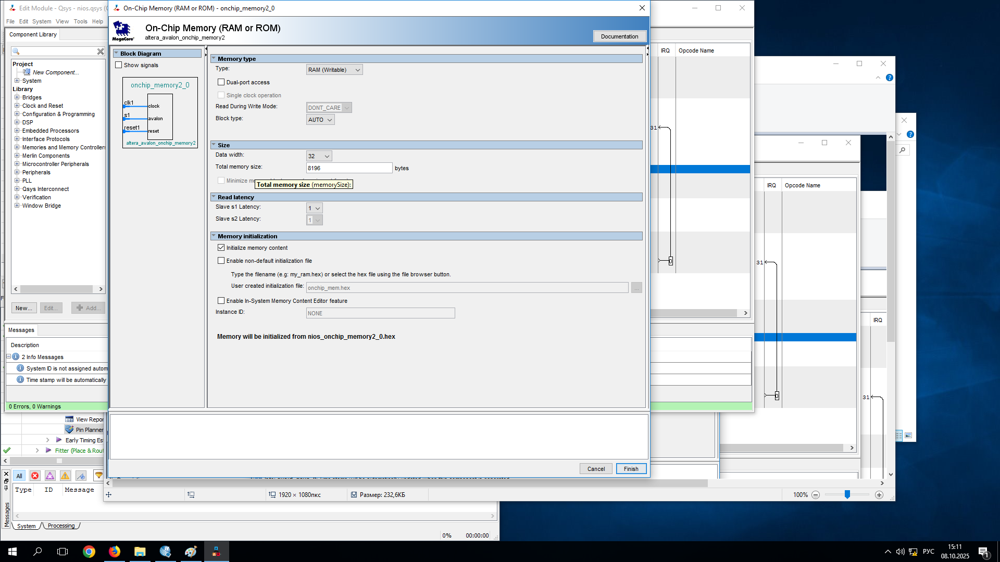 Edit Module - Qsys - nios.qsys
File Edit System View Tools Help
Component Library
Project
New Component...
System
Library
Bridges
Clock and Reset
Configuration & Programming
DSP
Embedded Processors
Interface Protocols
Memories and Memory Controllers
Merlin Components
Microcontroller Peripherals
Peripherals
PLL
Qsys Interconnect
Verification
Window Bridge
New... Edit... Add...
Messages
Description
2 Info Messages
System ID is not assigned autom
Time stamp will be automatically
0 Errors, 0 Warnings
View Repor
Pin Planner
Early Timing Est
Fitter (Place & Rout
On-Chip Memory (RAM or ROM) - onchip_memory2_0
MegaCore
On-Chip Memory (RAM or ROM)
altera_avalon_onchip_memory2
Documentation
Block Diagram
Show signals
onchip_memory2_0
clk1
clock
s1
avalon
reset1
reset
altera_avalon_onchip_memory2
Memory type
Type: RAM (Writable)
Dual-port access
Single clock operation
Read During Write Mode: DONT_CARE
Block type: AUTO
Size
Data width: 32
Total memory size: 8196 bytes
Minimize me
Total memory size (memorySize):
Read latency
Slave s1 Latency: 1
Slave s2 Latency: 1
Memory initialization
Initialize memory content
Enable non-default initialization file
Type the filename (e.g: my_ram.hex) or select the hex file using the file browser button.
User created initialization file: onchip_mem.hex ...
Enable In-System Memory Content Editor feature
Instance ID: NONE
Memory will be initialized from nios_onchip_memory2_0.hex
Cancel Finish
IRQ Opcode Name
31
0
IRQ Opcode Name
31
0
IRQ
31
1920 × 1080пкс
Размер: 232,6КБ
100%
All
Type ID Message
Messages
System Processing
0% 00:00:00
РУС
15:11
08.10.2025
1